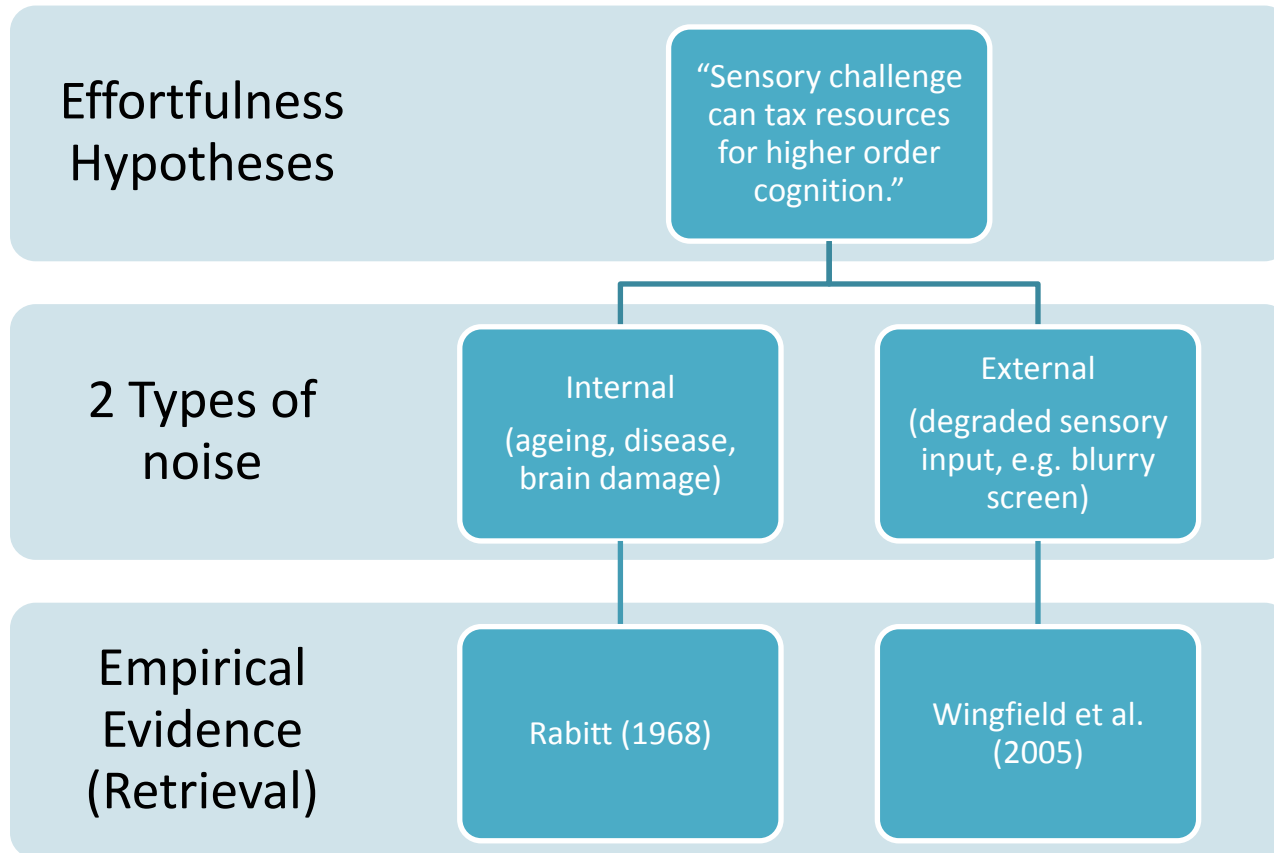 Effortfulness
Hypotheses
“Sensory challenge
can tax resources
for higher order
cognition.”
2 Types of
noise
Internal
(ageing, disease,
brain damage)
External
(degraded sensory
input, e.g. blurry
screen)
Empirical
Evidence
(Retrieval)
Rabitt (1968)
Wingfield et al.
(2005)